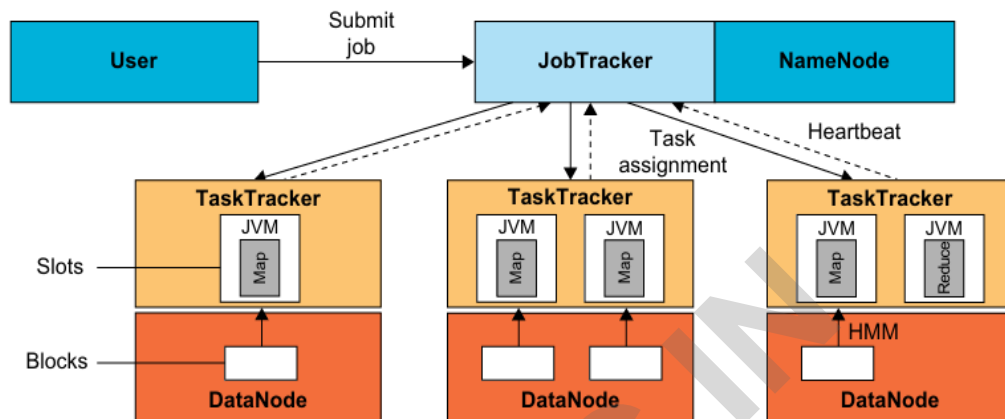 Submit
job
User
JobTracker
NameNode
Task
assignment
Heartbeat
TaskTracker
TaskTracker
TaskTracker
JVM
JVM
JVM
JVM
JVM
Map
Map
Map
Map
Reduce
Slots
HMM
Blocks
DataNode
DataNode
DataNode
IN